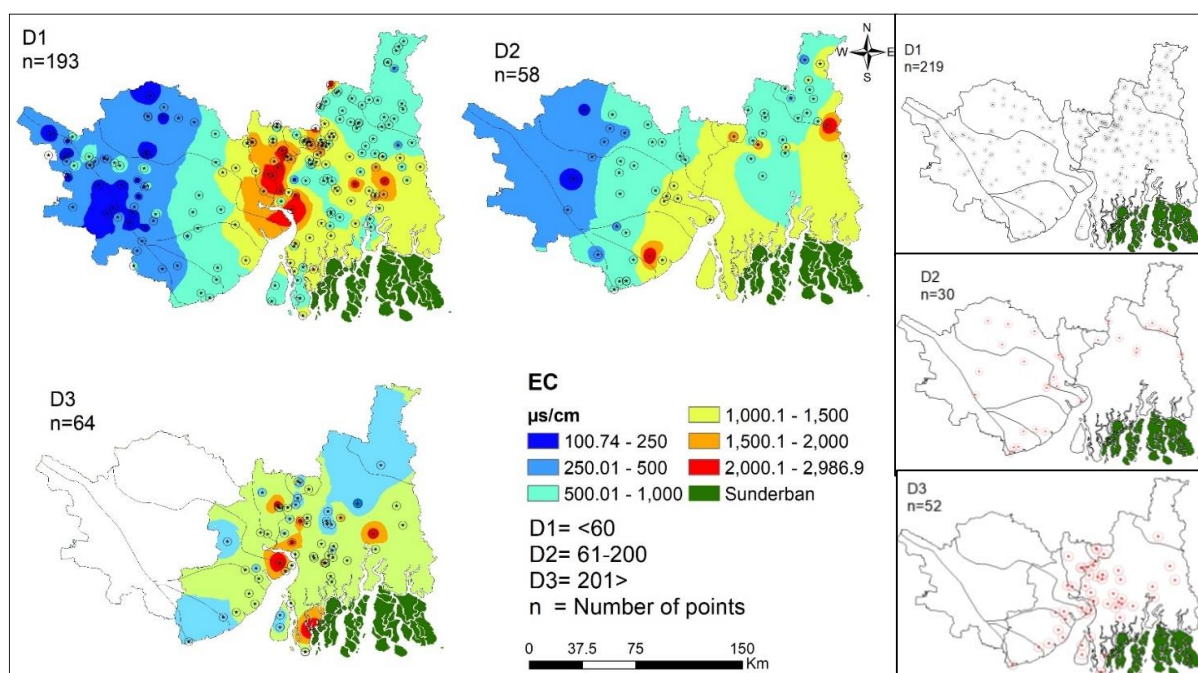 D1
n=193
D2
n=58
N
W E
S
D3
n=64
EC
µs/cm
100.74 - 250
250.01 - 500
500.01 - 1,000
1,000.1 - 1,500
1,500.1 - 2,000
2,000.1 - 2,986.9
Sunderban
D1= <60
D2= 61-200
D3= 201>
n = Number of points
0 37.5 75 150
Km
D1
n=219
D2
n=30
D3
n=52